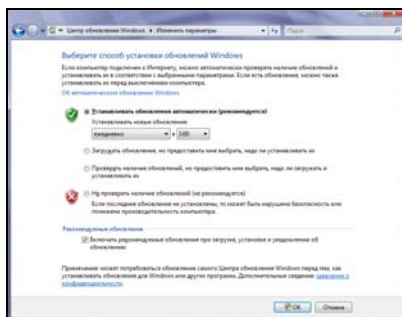 Центр обновления Windows ▸ Изменить параметры
Поиск
Выберите способ установки обновлений Windows
Если компьютер подключен к Интернету, можно автоматически проверять наличие обновлений и
устанавливать их в соответствии с выбранными параметрами. Если есть обновления, можно также
устанавливать их перед выключением компьютера.
Об автоматическом обновлении Windows
Устанавливать обновления автоматически (рекомендуется)
Устанавливать новые обновления:
ежедневно в 3:00
Загружать обновления, но предоставить мне выбрать, надо ли устанавливать их
Проверять наличие обновлений, но предоставить мне выбрать, надо ли загружать и
устанавливать их
Не проверять наличие обновлений (не рекомендуется)
Если последние обновления не установлены, то может быть нарушена безопасность или
понижена производительность компьютера.
Рекомендуемые обновления
Включать рекомендуемые обновления при загрузке, установке и уведомлении об
обновлениях
Примечание: может потребоваться обновление самого Центра обновления Windows перед тем, как
устанавливать обновления для Windows или других программ. Дополнительные сведения: заявление о
конфиденциальности.
OK Отмена